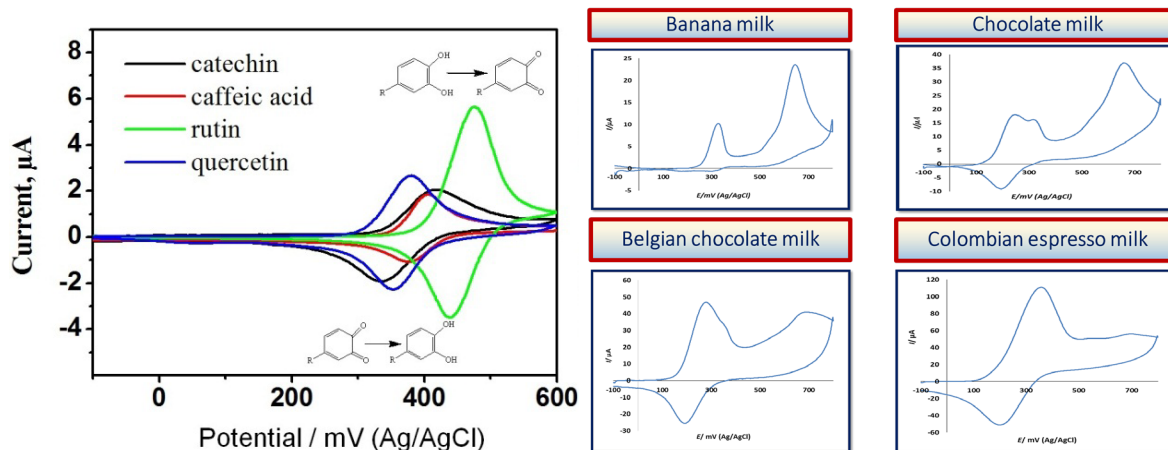 8
6
4
2
0
-2
-4
Current, µA
catechin
caffeic acid
rutin
quercetin
OH
OH
R
O
O
R
O
O
R
OH
OH
R
0
200
400
600
Potential / mV (Ag/AgCl)
Banana milk
25
20
15
10
5
0
-5
-100
100
300
500
700
I/µA
E/mV (Ag/AgCl)
Chocolate milk
40
30
20
10
0
-10
-100
100
300
500
700
I/µA
E/mV (Ag/AgCl)
Belgian chocolate milk
60
50
40
30
20
10
0
-10
-20
-30
-100
100
300
500
700
I/ µA
E/ mV (Ag/AgCl)
Colombian espresso milk
120
100
80
60
40
20
0
-20
-40
-60
-100
100
300
500
700
I/ µA
E/ mV (Ag/AgCl)